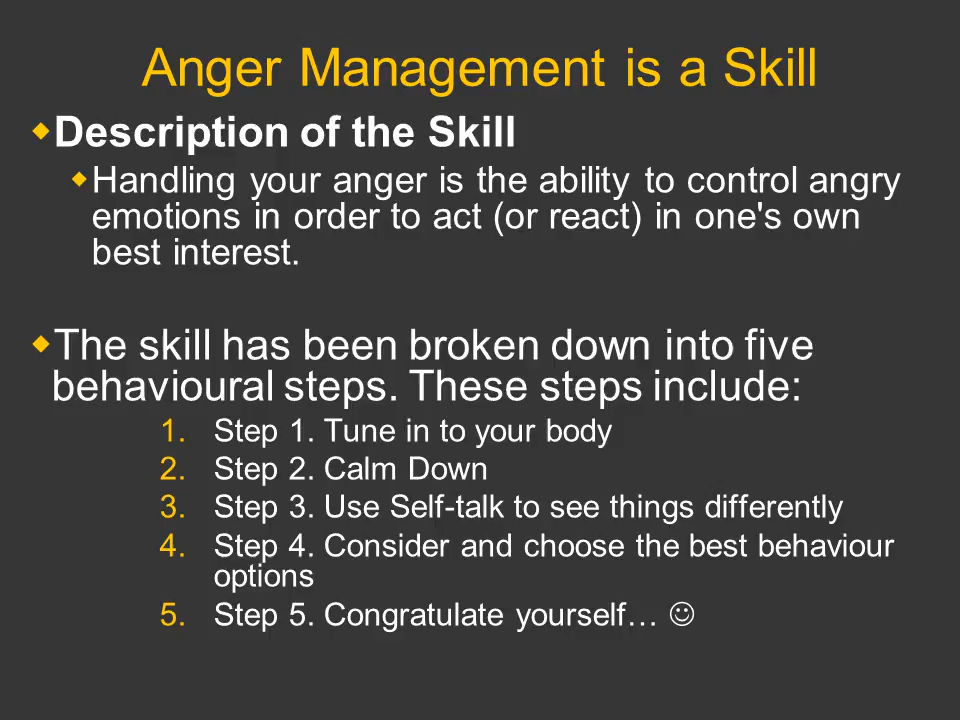 Anger Management is a Skill
Description of the Skill
Handling your anger is the ability to control angry
emotions in order to act (or react) in one's own
best interest.
The skill has been broken down into five
behavioural steps. These steps include:
1. Step 1. Tune in to your body
2. Step 2. Calm Down
3. Step 3. Use Self-talk to see things differently
4. Step 4. Consider and choose the best behaviour
options
5. Step 5. Congratulate yourself… ☺